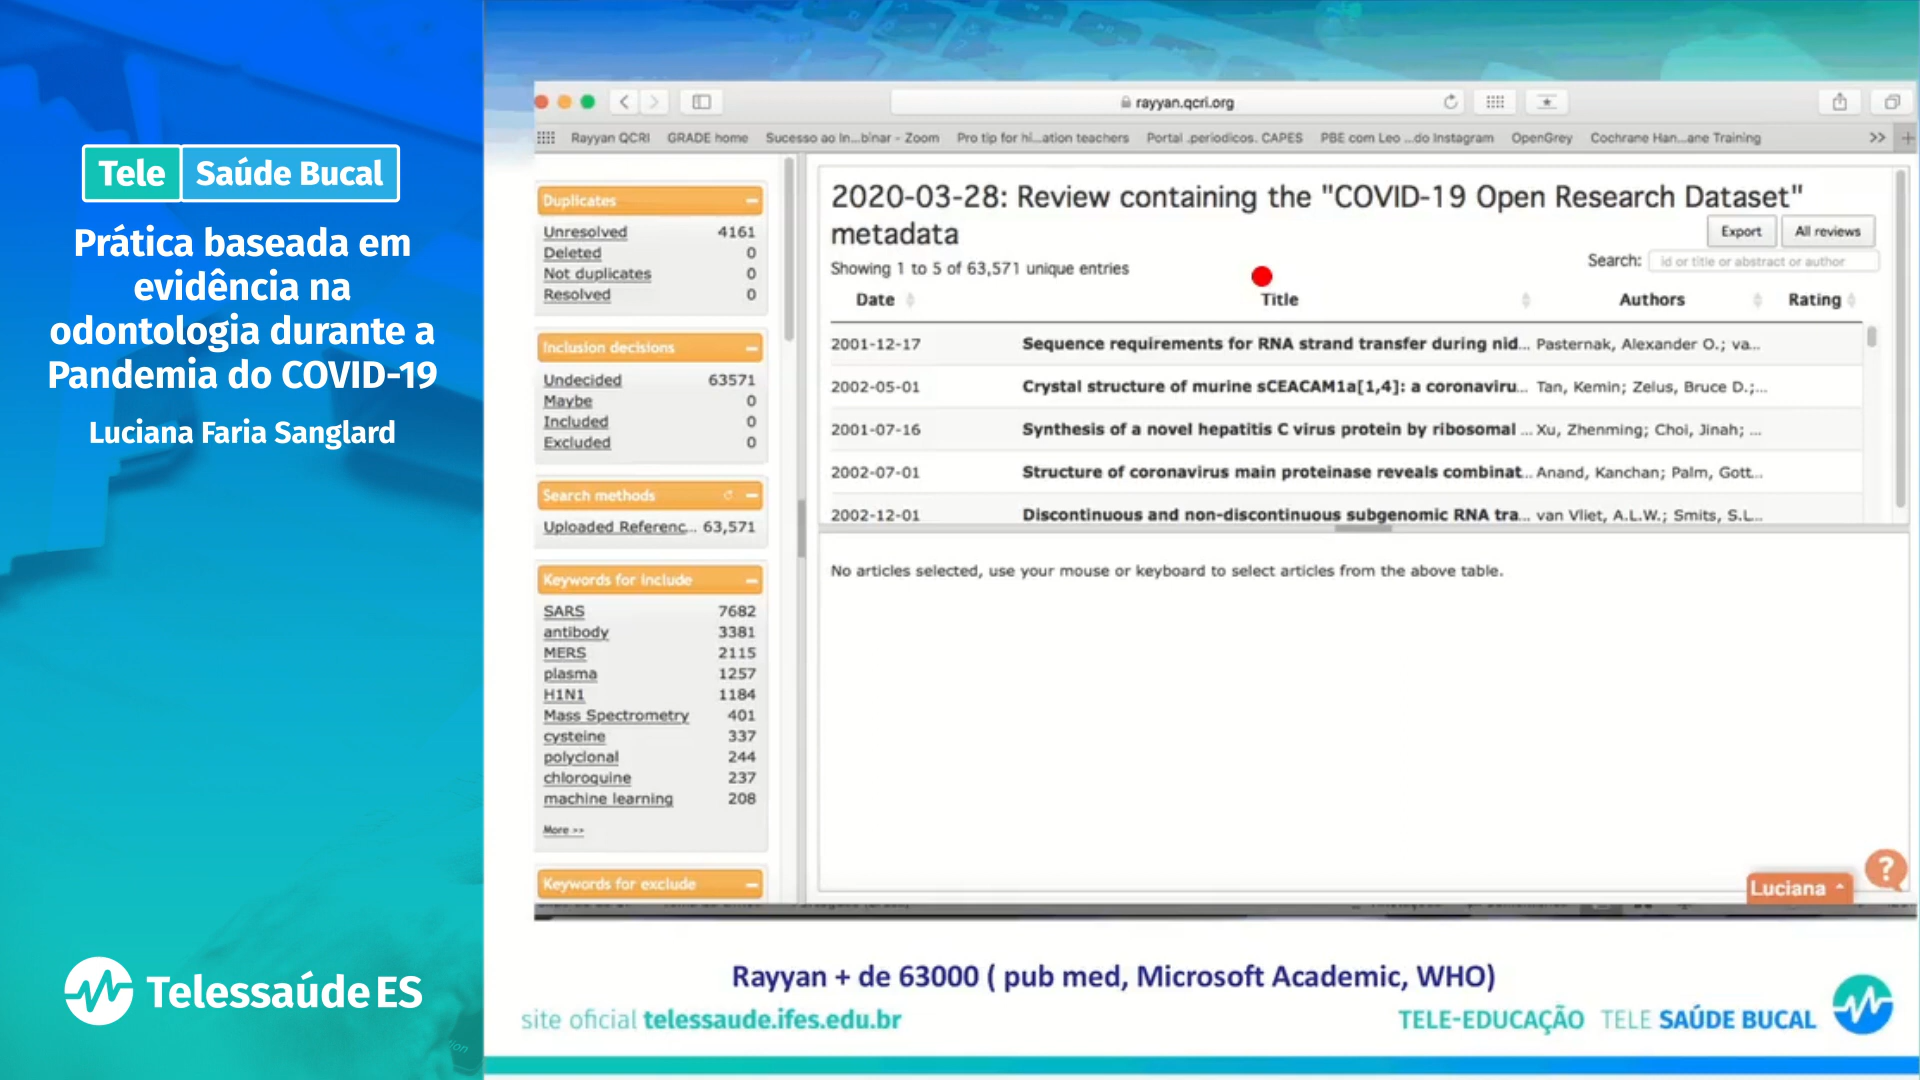 Tele Saúde Bucal
Prática baseada em
evidência na
odontologia durante a
Pandemia do COVID-19
Luciana Faria Sanglard
TelessaúdeES
rayyan.qcri.org
Rayyan QCRI GRADE home Sucesso ao In...binar - Zoom Pro tip for hi...ation teachers Portal .periodicos. CAPES PBE com Leo ...do Instagram OpenGrey Cochrane Han...ane Training >> +
Duplicates
Unresolved 4161
Deleted 0
Not duplicates 0
Resolved 0
Inclusion decisions
Undecided 63571
Maybe 0
Included 0
Excluded 0
Search methods
Uploaded Referenc... 63,571
Keywords for include
SARS 7682
antibody 3381
MERS 2115
plasma 1257
H1N1 1184
Mass Spectrometry 401
cysteine 337
polyclonal 244
chloroquine 237
machine learning 208
More >>
Keywords for exclude
2020-03-28: Review containing the "COVID-19 Open Research Dataset"
metadata
Export All reviews
Showing 1 to 5 of 63,571 unique entries
Search: id or title or abstract or author
Date Title Authors Rating
2001-12-17 Sequence requirements for RNA strand transfer during nid... Pasternak, Alexander O.; va...
2002-05-01 Crystal structure of murine sCEACAM1a[1,4]: a coronaviru... Tan, Kemin; Zelus, Bruce D.;...
2001-07-16 Synthesis of a novel hepatitis C virus protein by ribosomal ... Xu, Zhenming; Choi, Jinah; ...
2002-07-01 Structure of coronavirus main proteinase reveals combinat... Anand, Kanchan; Palm, Gott...
2002-12-01 Discontinuous and non-discontinuous subgenomic RNA tra... van Vliet, A.L.W.; Smits, S.L...
No articles selected, use your mouse or keyboard to select articles from the above table.
?
Luciana
Rayyan + de 63000 ( pub med, Microsoft Academic, WHO)
site oficial telessaude.ifes.edu.br
TELE-EDUCAÇÃO TELE SAÚDE BUCAL